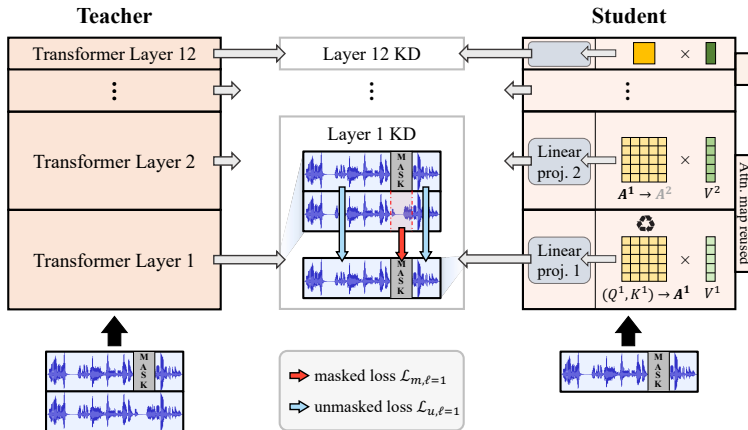 Teacher
Student
Transformer Layer 12
Layer 12 KD
×
⋮
⋮
⋮
Layer 1 KD
Transformer Layer 2
MASK
Linear proj. 2
×
A¹ → A²
V²
Attn. map reused
Transformer Layer 1
MASK
Linear proj. 1
×
(Q¹, K¹) → A¹
V¹
MASK
MASK
masked loss ℒₘ,ℓ₌₁
unmasked loss ℒᵤ,ℓ₌₁